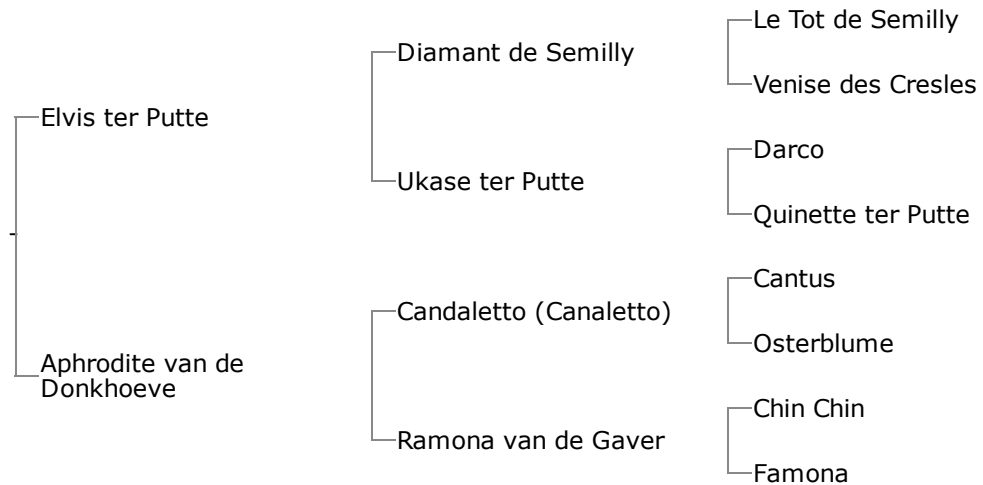 Le Tot de Semilly
Diamant de Semilly
Venise des Cresles
Elvis ter Putte
Darco
Ukase ter Putte
Quinette ter Putte
Cantus
Candaletto (Canaletto)
Osterblume
Aphrodite van de
Donkhoeve
Chin Chin
Ramona van de Gaver
Famona